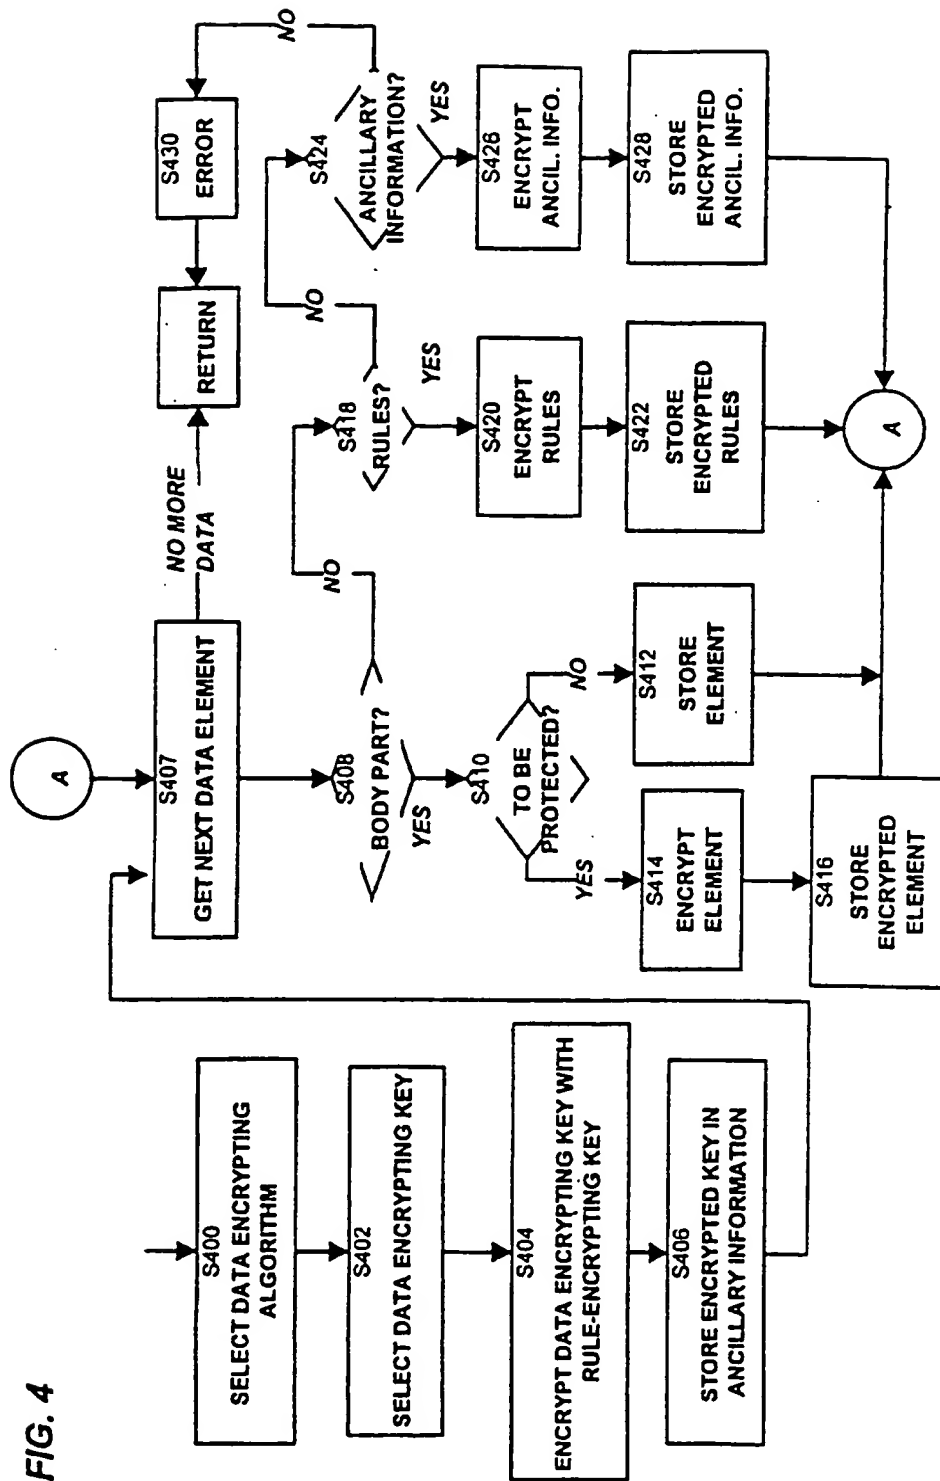 FIG. 4
S400
SELECT DATA ENCRYPTING
ALGORITHM
S402
SELECT DATA ENCRYPTING KEY
S404
ENCRYPT DATA ENCRYPTING KEY WITH
RULE-ENCRYPTING KEY
S406
STORE ENCRYPTED KEY IN
ANCILLARY INFORMATION
A
S407
GET NEXT DATA ELEMENT
NO MORE
DATA
RETURN
S430
ERROR
S408
BODY PART?
NO
YES
S410
TO BE
PROTECTED?
YES
NO
S414
ENCRYPT
ELEMENT
S416
STORE
ENCRYPTED
ELEMENT
S412
STORE
ELEMENT
S418
RULES?
NO
YES
S420
ENCRYPT
RULES
S422
STORE
ENCRYPTED
RULES
S424
ANCILLARY
INFORMATION?
NO
YES
S426
ENCRYPT
ANCIL. INFO.
S428
STORE
ENCRYPTED
ANCIL. INFO.
A